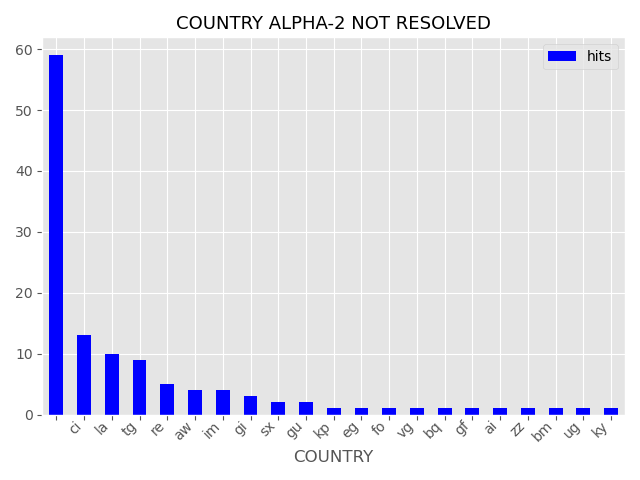 COUNTRY ALPHA-2 NOT RESOLVED
hits
60
50
40
30
20
10
0
ci la tg re aw im gi sx gu kp eg fo vg bq gf ai zz bm ug ky
COUNTRY